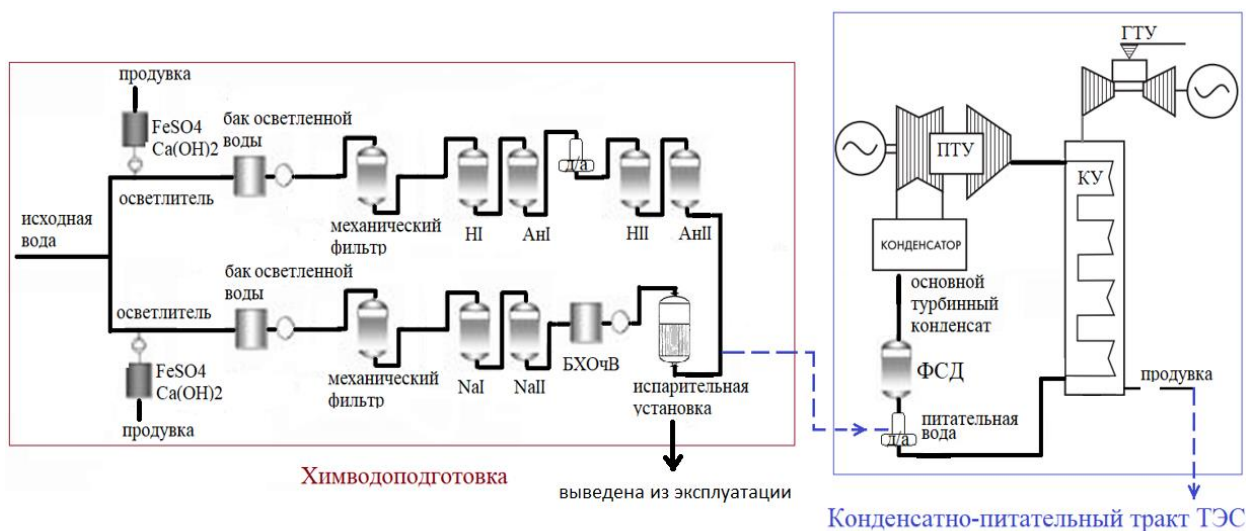 продувка
FeSO4
Ca(OH)2
бак осветленной
воды
осветлитель
механический
фильтр
HI
АнI
д/а
HII
АнII
исходная
вода
бак осветленной
воды
осветлитель
FeSO4
Ca(OH)2
продувка
механический
фильтр
NaI
NaII
БХОчВ
испарительная
установка
Химводоподготовка
выведена из эксплуатации
ГТУ
ПТУ
КУ
КОНДЕНСАТОР
основной
турбинный
конденсат
ФСД
д/а
питательная
вода
продувка
Конденсатно-питательный тракт ТЭС